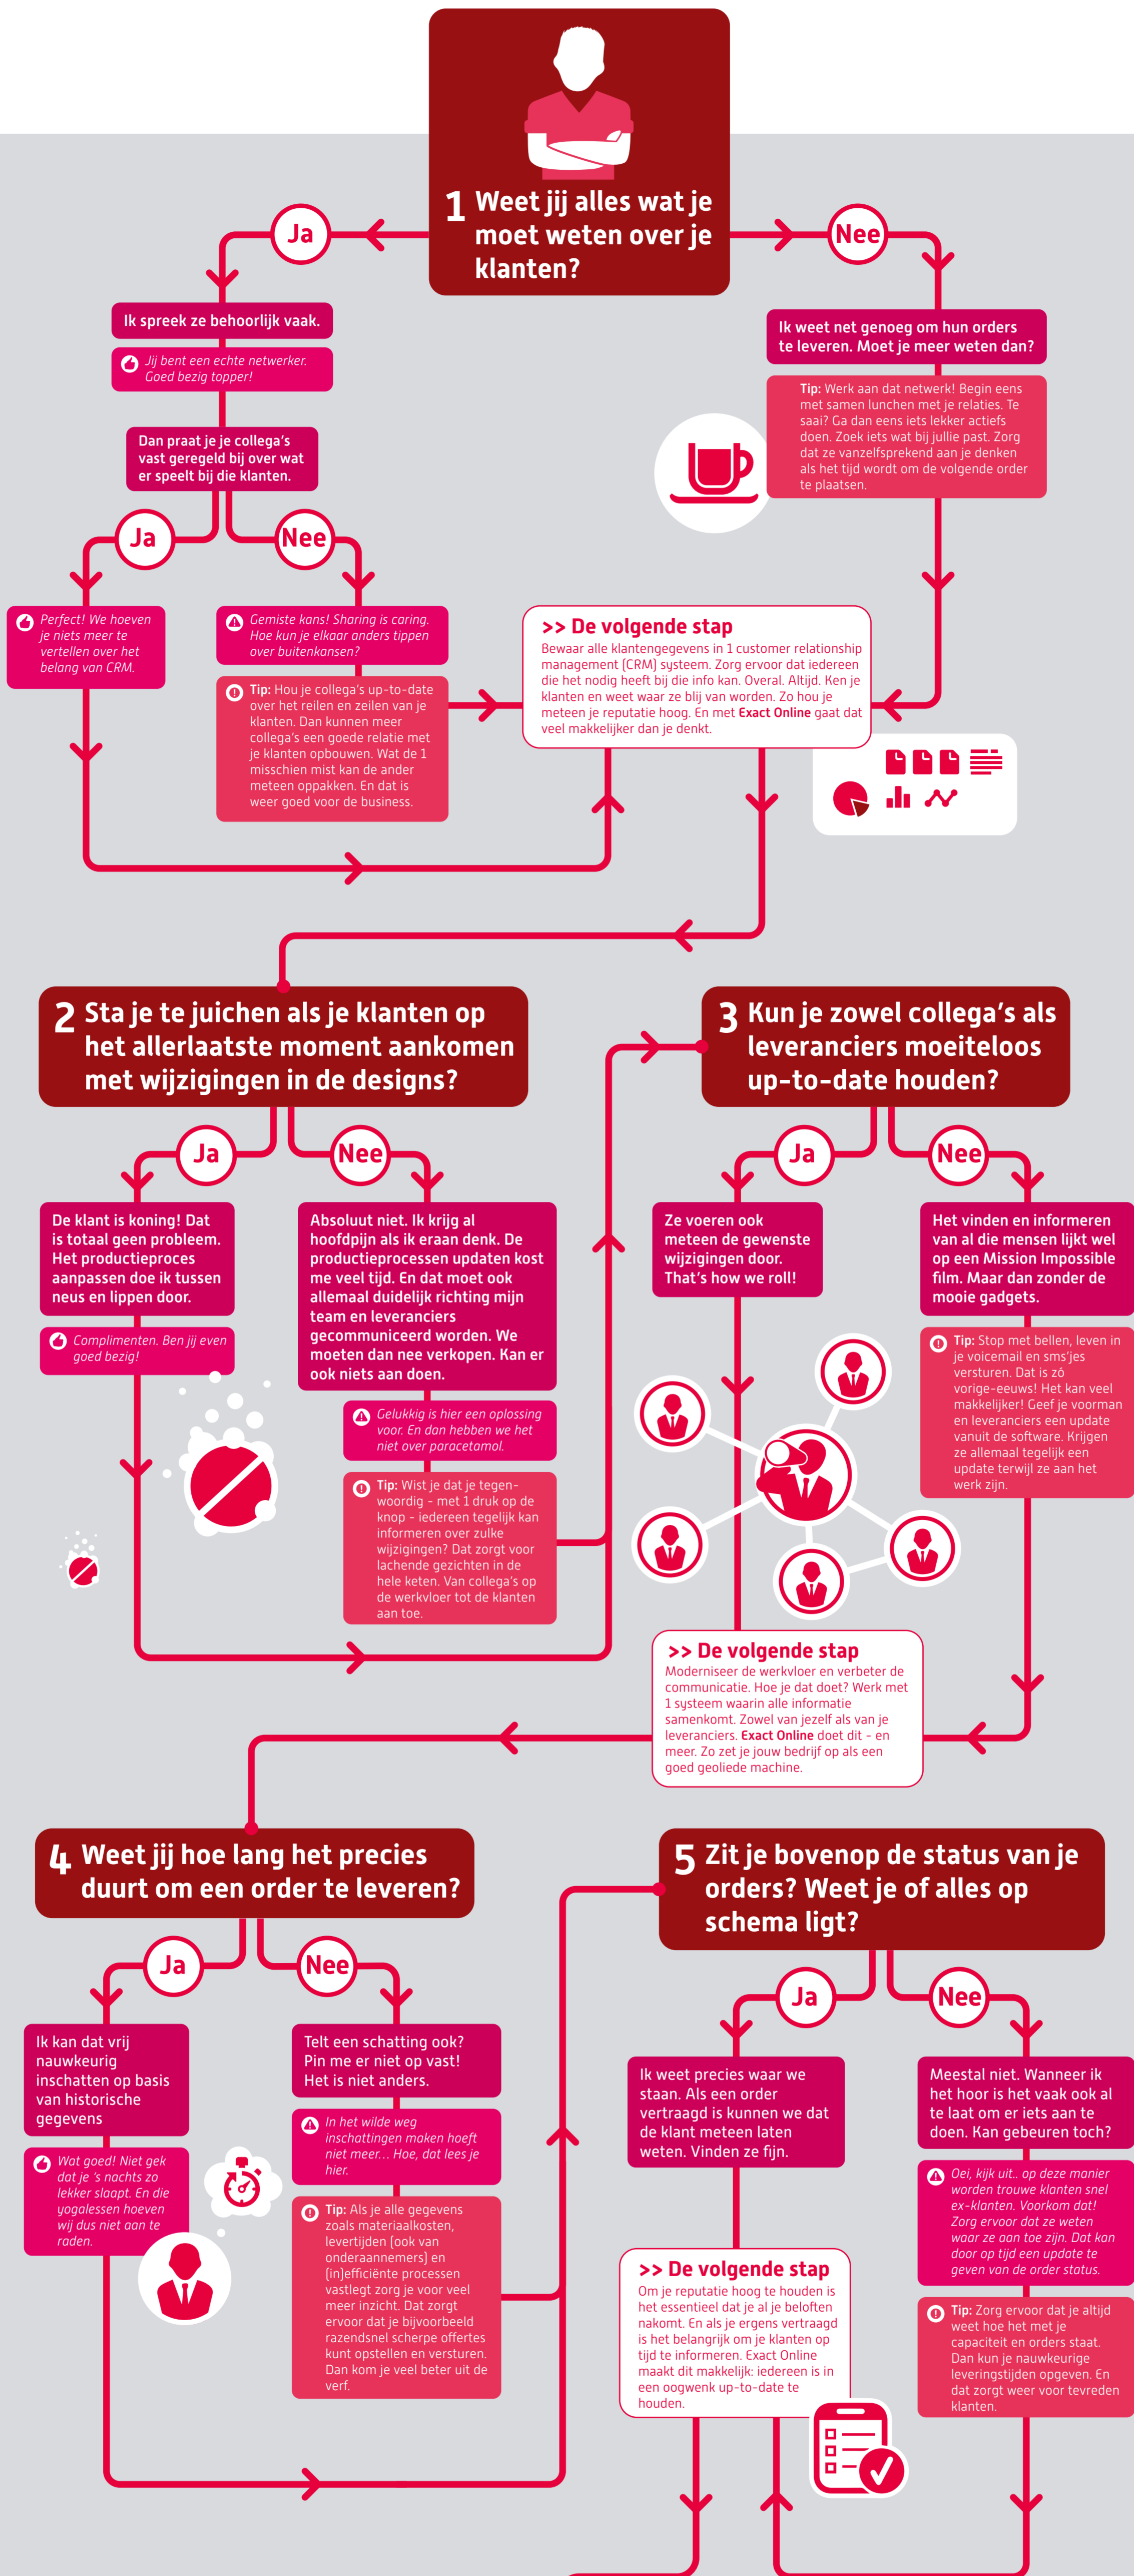 1 Weet jij alles wat je
moet weten over je
klanten?
Ja
Nee
Ik spreek ze behoorlijk vaak.
Jij bent een echte netwerker.
Goed bezig topper!
Dan praat je je collega's
vast geregeld bij over wat
er speelt bij die klanten.
Ja
Nee
Perfect! We hoeven
je niets meer te
vertellen over het
belang van CRM.
Gemiste kans! Sharing is caring.
Hoe kun je elkaar anders tippen
over buitenkansen?
Tip: Hou je collega's up-to-date
over het reilen en zeilen van je
klanten. Dan kunnen meer
collega's een goede relatie met
je klanten opbouwen. Wat de 1
misschien mist kan de ander
meteen oppakken. En dat is
weer goed voor de business.
Ik weet net genoeg om hun orders
te leveren. Moet je meer weten dan?
Tip: Werk aan dat netwerk! Begin eens
met samen lunchen met je relaties. Te
saai? Ga dan eens iets lekker actiefs
doen. Zoek iets wat bij jullie past. Zorg
dat ze vanzelfsprekend aan je denken
als het tijd wordt om de volgende order
te plaatsen.
>> De volgende stap
Bewaar alle klantengegevens in 1 customer relationship
management (CRM) systeem. Zorg ervoor dat iedereen
die het nodig heeft bij die info kan. Overal. Altijd. Ken je
klanten en weet waar ze blij van worden. Zo hou je
meteen je reputatie hoog. En met Exact Online gaat dat
veel makkelijker dan je denkt.
2 Sta je te juichen als je klanten op
het allerlaatste moment aankomen
met wijzigingen in de designs?
Ja
Nee
De klant is koning! Dat
is totaal geen probleem.
Het productieproces
aanpassen doe ik tussen
neus en lippen door.
Complimenten. Ben jij even
goed bezig!
Absoluut niet. Ik krijg al
hoofdpijn als ik eraan denk. De
productieprocessen updaten kost
me veel tijd. En dat moet ook
allemaal duidelijk richting mijn
team en leveranciers
gecommuniceerd worden. We
moeten dan nee verkopen. Kan er
ook niets aan doen.
Gelukkig is hier een oplossing
voor. En dan hebben we het
niet over paracetamol.
Tip: Wist je dat je tegen-
woordig - met 1 druk op de
knop - iedereen tegelijk kan
informeren over zulke
wijzigingen? Dat zorgt voor
lachende gezichten in de
hele keten. Van collega's op
de werkvloer tot de klanten
aan toe.
3 Kun je zowel collega's als
leveranciers moeiteloos
up-to-date houden?
Ja
Nee
Ze voeren ook
meteen de gewenste
wijzigingen door.
That's how we roll!
Het vinden en informeren
van al die mensen lijkt wel
op een Mission Impossible
film. Maar dan zonder de
mooie gadgets.
Tip: Stop met bellen, leven in
je voicemail en sms'jes
versturen. Dat is zó
vorige-eeuws! Het kan veel
makkelijker! Geef je voorman
en leveranciers een update
vanuit de software. Krijgen
ze allemaal tegelijk een
update terwijl ze aan het
werk zijn.
>> De volgende stap
Moderniseer de werkvloer en verbeter de
communicatie. Hoe je dat doet? Werk met
1 systeem waarin alle informatie
samenkomt. Zowel van jezelf als van je
leveranciers. Exact Online doet dit - en
meer. Zo zet je jouw bedrijf op als een
goed geoliede machine.
4 Weet jij hoe lang het precies
duurt om een order te leveren?
Ja
Nee
Ik kan dat vrij
nauwkeurig
inschatten op basis
van historische
gegevens
Wat goed! Niet gek
dat je 's nachts zo
lekker slaapt. En die
yogalessen hoeven
wij dus niet aan te
raden.
Telt een schatting ook?
Pin me er niet op vast!
Het is niet anders.
In het wilde weg
inschattingen maken hoeft
niet meer... Hoe, dat lees je
hier.
Tip: Als je alle gegevens
zoals materiaalkosten,
levertijden (ook van
onderaannemers) en
(in)efficiënte processen
vastlegt zorg je voor veel
meer inzicht. Dat zorgt
ervoor dat je bijvoorbeeld
razendsnel scherpe offertes
kunt opstellen en versturen.
Dan kom je veel beter uit de
verf.
5 Zit je bovenop de status van je
orders? Weet je of alles op
schema ligt?
Ja
Nee
Ik weet precies waar we
staan. Als een order
vertraagd is kunnen we dat
de klant meteen laten
weten. Vinden ze fijn.
Meestal niet. Wanneer ik
het hoor is het vaak ook al
te laat om er iets aan te
doen. Kan gebeuren toch?
Oei, kijk uit.. op deze manier
worden trouwe klanten snel
ex-klanten. Voorkom dat!
Zorg ervoor dat ze weten
waar ze aan toe zijn. Dat kan
door op tijd een update te
geven van de order status.
Tip: Zorg ervoor dat je altijd
weet hoe het met je
capaciteit en orders staat.
Dan kun je nauwkeurige
leveringstijden opgeven. En
dat zorgt weer voor tevreden
klanten.
>> De volgende stap
Om je reputatie hoog te houden is
het essentieel dat je al je beloften
nakomt. En als je ergens vertraagd
is het belangrijk om je klanten op
tijd te informeren. Exact Online
maakt dit makkelijk: iedereen is in
een oogwenk up-to-date te
houden.